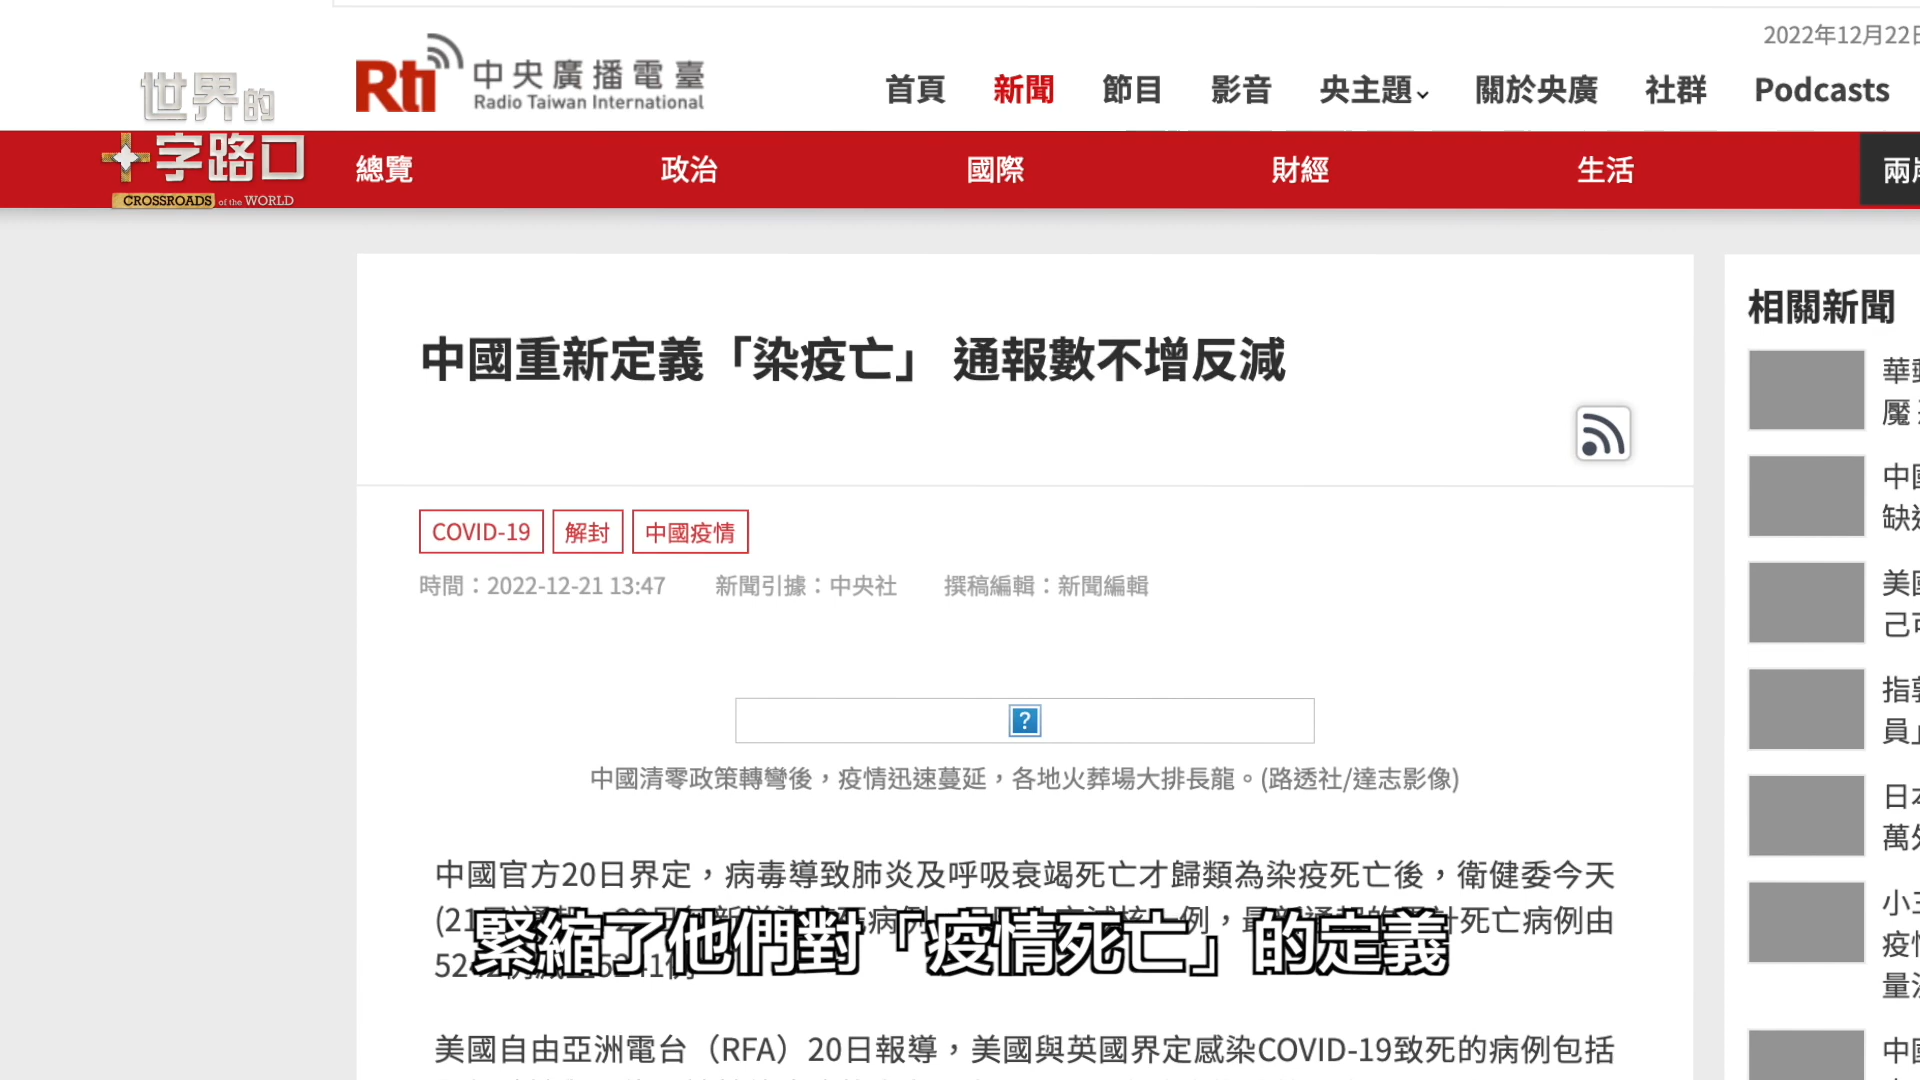 2022年12月22日
世界的
十字路口
CROSSROADS of the WORLD
Rti 中央廣播電臺
Radio Taiwan International
首頁 新聞 節目 影音 央主題 關於央廣 社群 Podcasts
總覽 政治 國際 財經 生活
中國重新定義「染疫亡」 通報數不增反減
相關新聞
COVID-19 解封 中國疫情
時間：2022-12-21 13:47 新聞引據：中央社 撰稿編輯：新聞編輯
中國清零政策轉彎後，疫情迅速蔓延，各地火葬場大排長龍。(路透社/達志影像)
中國官方20日界定，病毒導致肺炎及呼吸衰竭死亡才歸類為染疫死亡後，衛健委今天
死亡病例由
緊縮了他們對「疫情死亡」的定義
美國自由亞洲電台（RFA）20日報導，美國與英國界定感染COVID-19致死的病例包括